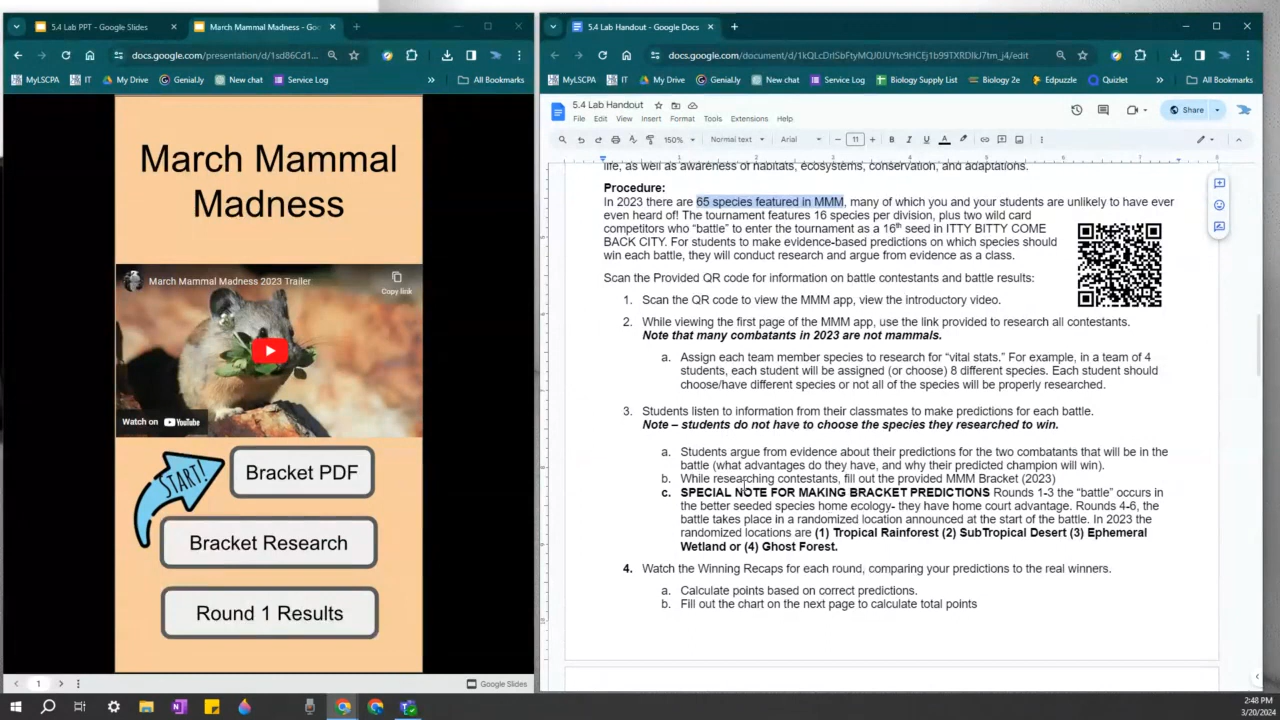 5.4 Lab PPT - Google Slides
March Mammal Madness - Go
docs.google.com/presentation/d/1sd86Cd1...
MyLSCPA
IT
My Drive
Genial.ly
New chat
Service Log
»
All Bookmarks
March Mammal
Madness
March Mammal Madness 2023 Trailer
Copy link
Watch on YouTube
START!
Bracket PDF
Bracket Research
Round 1 Results
1
Google Slides
5.4 Lab Handout - Google Docs
MyLSCPA
IT
My Drive
Genial.ly
New chat
Service Log
Biology Supply List
Biology 2e
Edpuzzle
Quizlet
»
All Bookmarks
5.4 Lab Handout
File Edit View Insert Format Tools Extensions Help
Share
150% Normal text Arial 11 B I U A
life, as well as awareness of habitats, ecosystems, conservation, and adaptations.
Procedure:
In 2023 there are 65 species featured in MMM, many of which you and your students are unlikely to have ever
even heard of! The tournament features 16 species per division, plus two wild card
competitors who "battle" to enter the tournament as a 16th seed in ITTY BITTY COME
BACK CITY. For students to make evidence-based predictions on which species should
win each battle, they will conduct research and argue from evidence as a class.
Scan the Provided QR code for information on battle contestants and battle results:
1. Scan the QR code to view the MMM app, view the introductory video.
2. While viewing the first page of the MMM app, use the link provided to research all contestants.
Note that many combatants in 2023 are not mammals.
a. Assign each team member species to research for "vital stats." For example, in a team of 4
students, each student will be assigned (or choose) 8 different species. Each student should
choose/have different species or not all of the species will be properly researched.
3. Students listen to information from their classmates to make predictions for each battle.
Note – students do not have to choose the species they researched to win.
a. Students argue from evidence about their predictions for the two combatants that will be in the
battle (what advantages do they have, and why their predicted champion will win).
b. While researching contestants, fill out the provided MMM Bracket (2023)
c. SPECIAL NOTE FOR MAKING BRACKET PREDICTIONS Rounds 1-3 the "battle" occurs in
the better seeded species home ecology- they have home court advantage. Rounds 4-6, the
battle takes place in a randomized location announced at the start of the battle. In 2023 the
randomized locations are (1) Tropical Rainforest (2) SubTropical Desert (3) Ephemeral
Wetland or (4) Ghost Forest.
4. Watch the Winning Recaps for each round, comparing your predictions to the real winners.
a. Calculate points based on correct predictions.
b. Fill out the chart on the next page to calculate total points
2:48 PM
3/20/2024